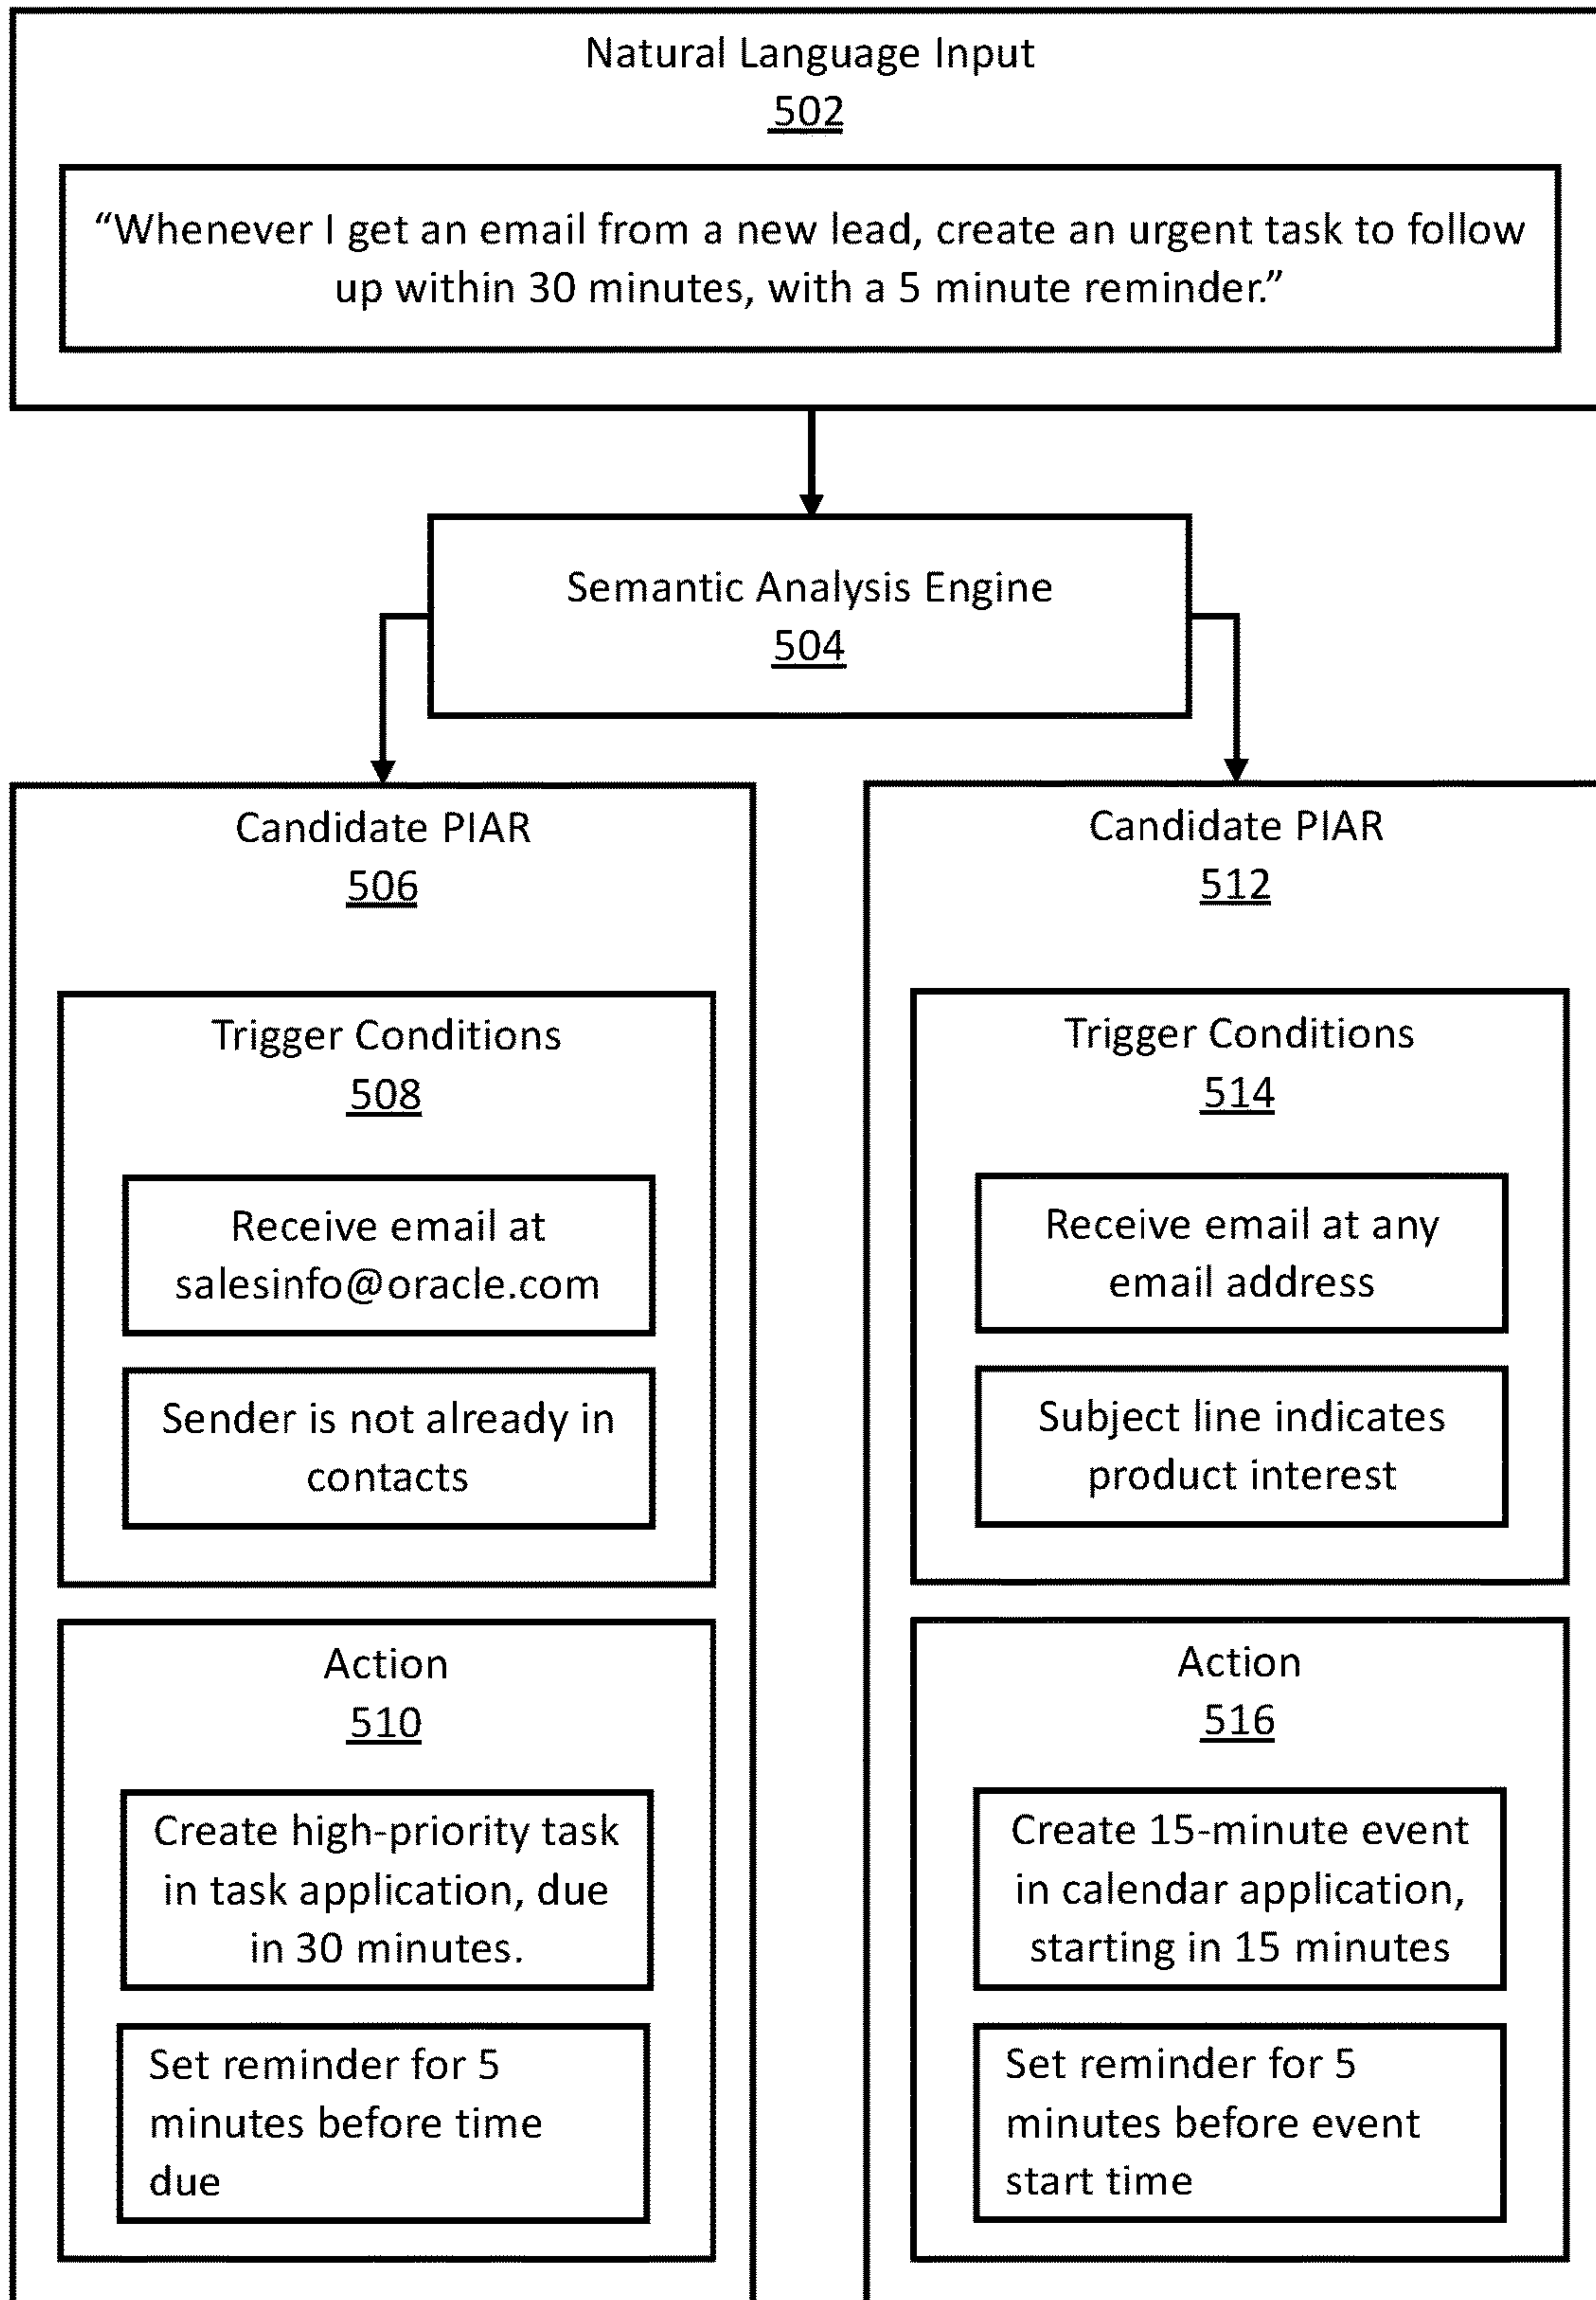 Natural Language Input
502
“Whenever I get an email from a new lead, create an urgent task to follow
up within 30 minutes, with a 5 minute reminder.”
Semantic Analysis Engine
504
Candidate PIAR
506
Trigger Conditions
508
Receive email at
salesinfo@oracle.com
Sender is not already in
contacts
Action
510
Create high-priority task
in task application, due
in 30 minutes.
Set reminder for 5
minutes before time
due
Candidate PIAR
512
Trigger Conditions
514
Receive email at any
email address
Subject line indicates
product interest
Action
516
Create 15-minute event
in calendar application,
starting in 15 minutes
Set reminder for 5
minutes before event
start time